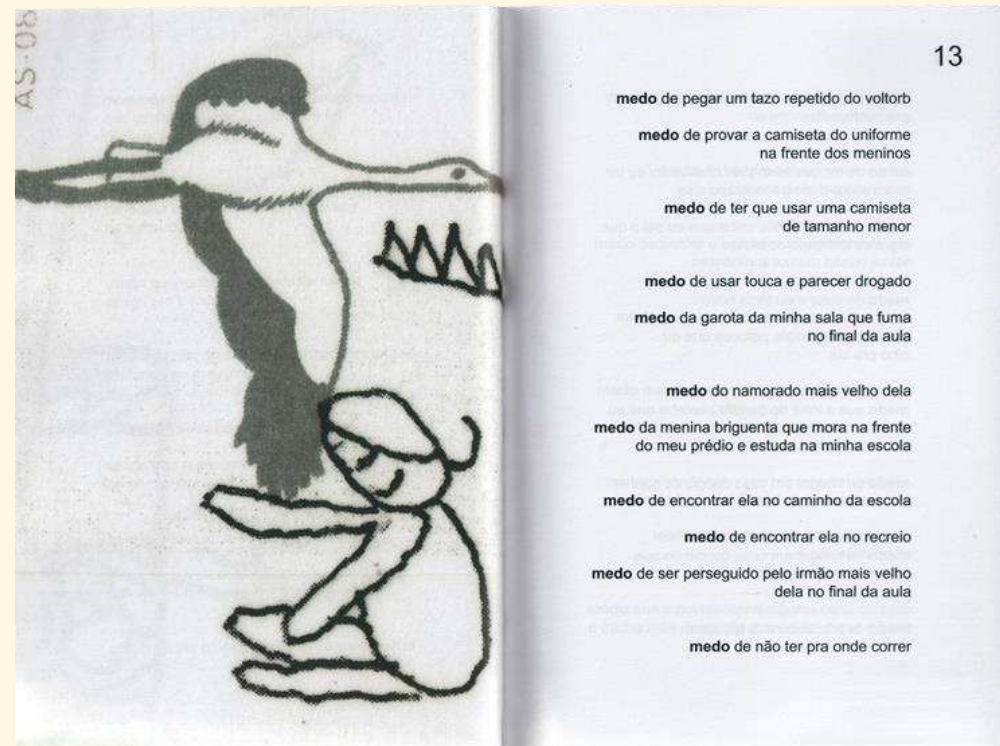 AS-08
13
medo de pegar um tazo repetido do voltorb
medo de provar a camiseta do uniforme
na frente dos meninos
medo de ter que usar uma camiseta
de tamanho menor
medo de usar touca e parecer drogado
medo da garota da minha sala que fuma
no final da aula
medo do namorado mais velho dela
medo da menina briguenta que mora na frente
do meu prédio e estuda na minha escola
medo de encontrar ela no caminho da escola
medo de encontrar ela no recreio
medo de ser perseguido pelo irmão mais velho
dela no final da aula
medo de não ter pra onde correr